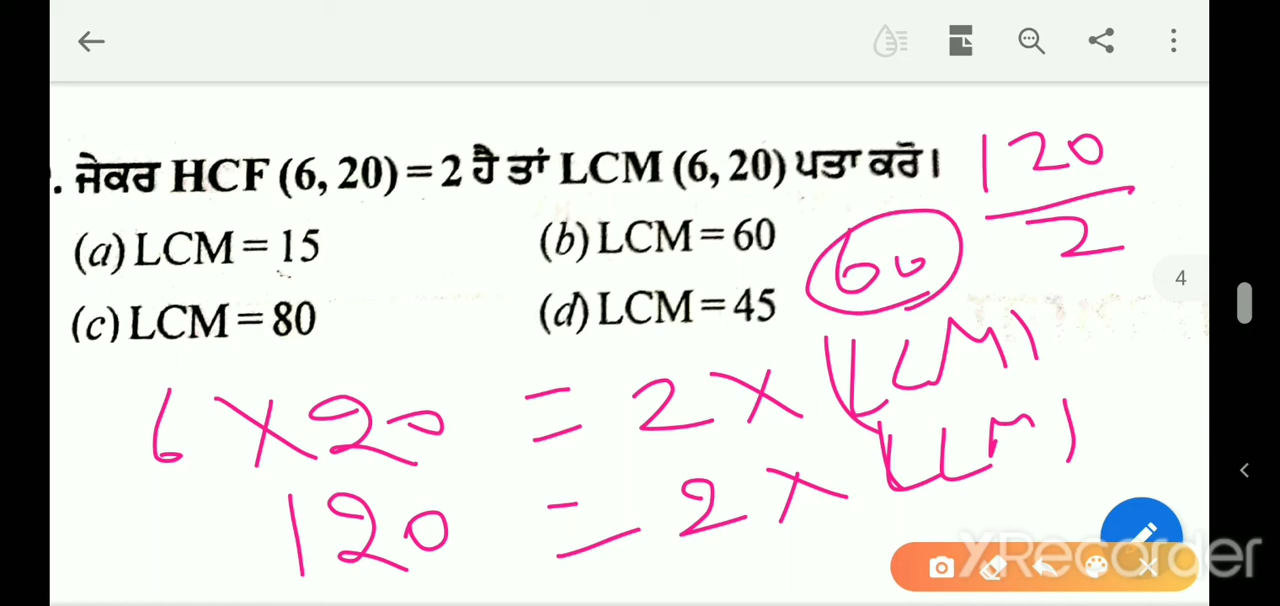 . ਜੇਕਰ HCF (6, 20) = 2 ਹੈ ਤਾਂ LCM (6, 20) ਪਤਾ ਕਰੋ।
120
2
(a) LCM = 15
(b) LCM = 60
60
4
(c) LCM = 80
(d) LCM = 45
6 X 20 = 2 X (LCM)
120 = 2 X (LCM)
XRecorder